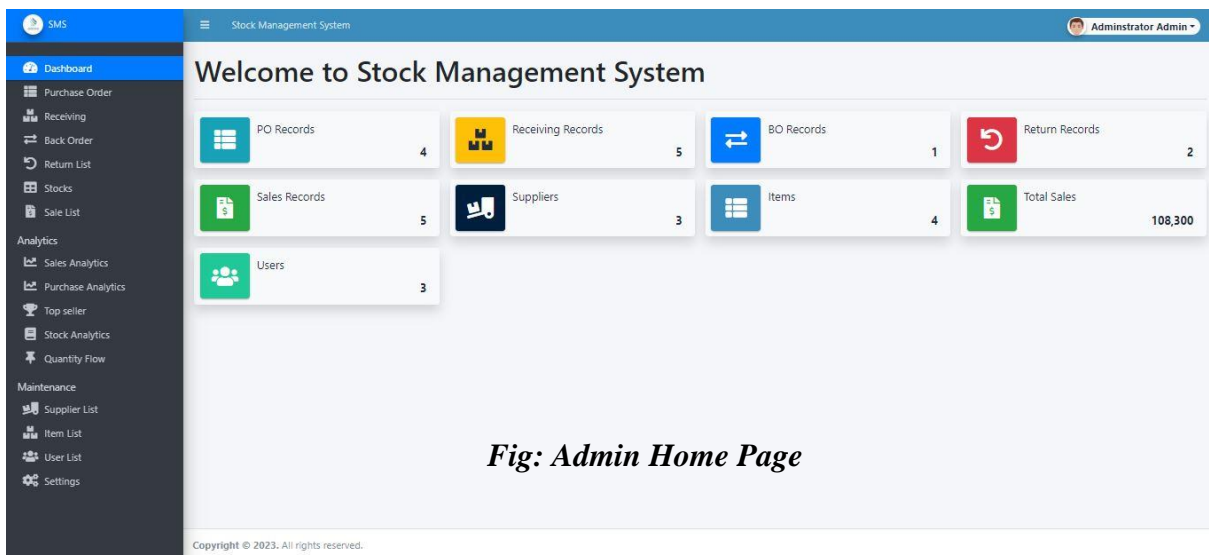 SMS
Stock Management System
Adminstrator Admin
Dashboard
Purchase Order
Receiving
Back Order
Return List
Stocks
Sale List
Analytics
Sales Analytics
Purchase Analytics
Top seller
Stock Analytics
Quantity Flow
Maintenance
Supplier List
Item List
User List
Settings
Welcome to Stock Management System
PO Records
4
Receiving Records
5
BO Records
1
Return Records
2
Sales Records
5
Suppliers
3
Items
4
Total Sales
108,300
Users
3
Fig: Admin Home Page
Copyright © 2023. All rights reserved.